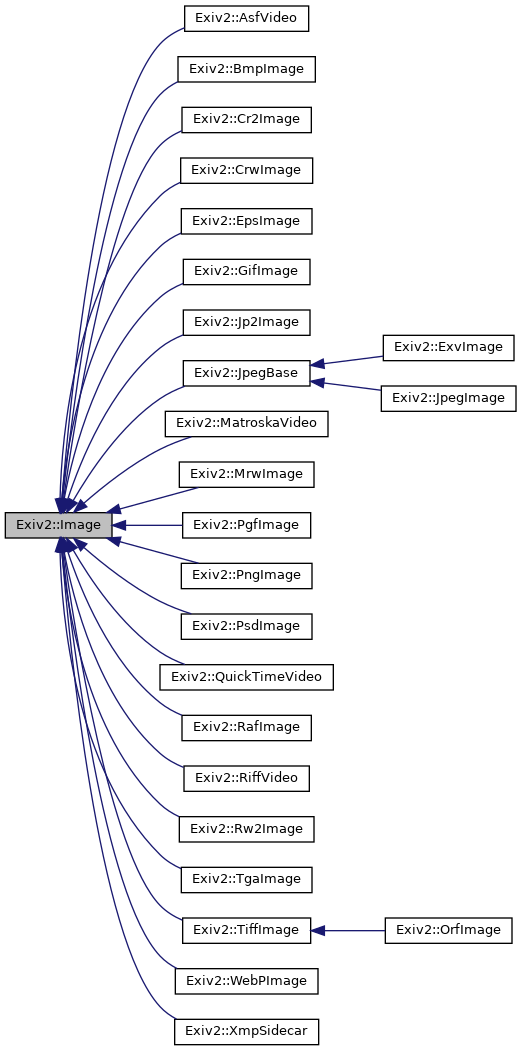 Exiv2::AsfVideo
Exiv2::BmpImage
Exiv2::Cr2Image
Exiv2::CrwImage
Exiv2::EpsImage
Exiv2::GifImage
Exiv2::Jp2Image
Exiv2::ExvImage
Exiv2::JpegBase
Exiv2::JpegImage
Exiv2::MatroskaVideo
Exiv2::MrwImage
Exiv2::Image
Exiv2::PgfImage
Exiv2::PngImage
Exiv2::PsdImage
Exiv2::QuickTimeVideo
Exiv2::RafImage
Exiv2::RiffVideo
Exiv2::Rw2Image
Exiv2::TgaImage
Exiv2::TiffImage
Exiv2::OrfImage
Exiv2::WebPImage
Exiv2::XmpSidecar